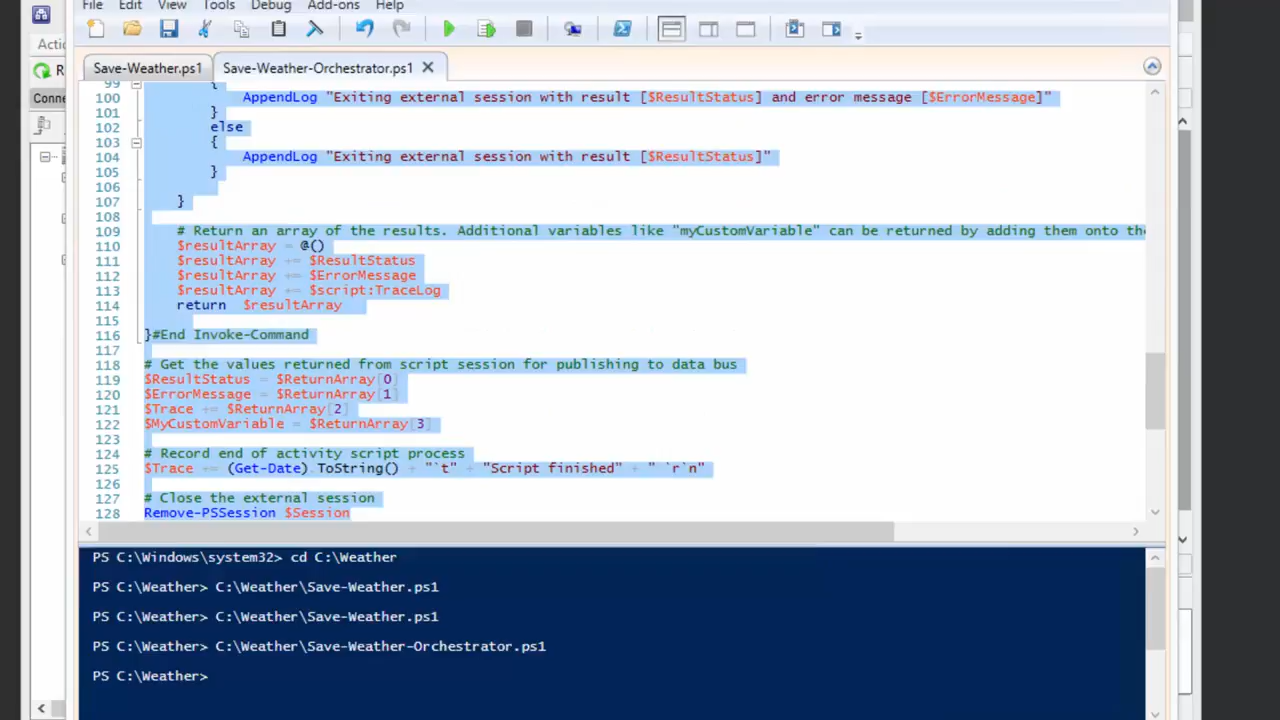 File Edit View Tools Debug Add-ons Help
Actio
Save-Weather.ps1 Save-Weather-Orchestrator.ps1
R
Conne
99 {
100 AppendLog "Exiting external session with result [$ResultStatus] and error message [$ErrorMessage]"
101 }
102 else
103 {
104 AppendLog "Exiting external session with result [$ResultStatus]"
105 }
106
107 }
108
109 # Return an array of the results. Additional variables like "myCustomVariable" can be returned by adding them onto the
110 $resultArray = @()
111 $resultArray += $ResultStatus
112 $resultArray += $ErrorMessage
113 $resultArray += $script:TraceLog
114 return $resultArray
115
116 }#End Invoke-Command
117
118 # Get the values returned from script session for publishing to data bus
119 $ResultStatus = $ReturnArray[0]
120 $ErrorMessage = $ReturnArray[1]
121 $Trace += $ReturnArray[2]
122 $MyCustomVariable = $ReturnArray[3]
123
124 # Record end of activity script process
125 $Trace += (Get-Date).ToString() + "`t" + "Script finished" + " `r`n"
126
127 # Close the external session
128 Remove-PSSession $Session
PS C:\Windows\system32> cd C:\Weather
PS C:\Weather> C:\Weather\Save-Weather.ps1
PS C:\Weather> C:\Weather\Save-Weather.ps1
PS C:\Weather> C:\Weather\Save-Weather-Orchestrator.ps1
PS C:\Weather>